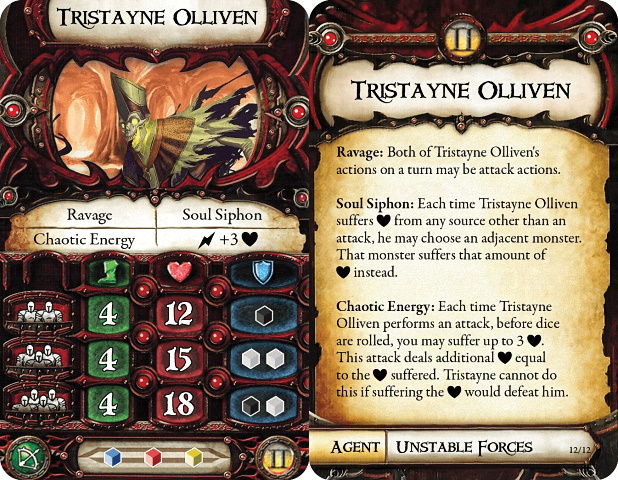 TRISTAYNE OLLIVEN
Ravage
Soul Siphon
Chaotic Energy
+3
4
12
4
15
4
18
II
II
TRISTAYNE OLLIVEN
Ravage: Both of Tristayne Olliven's
actions on a turn may be attack actions.
Soul Siphon: Each time Tristayne Olliven
suffers ♥ from any source other than an
attack, he may choose an adjacent monster.
That monster suffers that amount of
♥ instead.
Chaotic Energy: Each time Tristayne
Olliven performs an attack, before dice
are rolled, you may suffer up to 3 ♥.
This attack deals additional ♥ equal
to the ♥ suffered. Tristayne cannot do
this if suffering the ♥ would defeat him.
AGENT
UNSTABLE FORCES
12/12